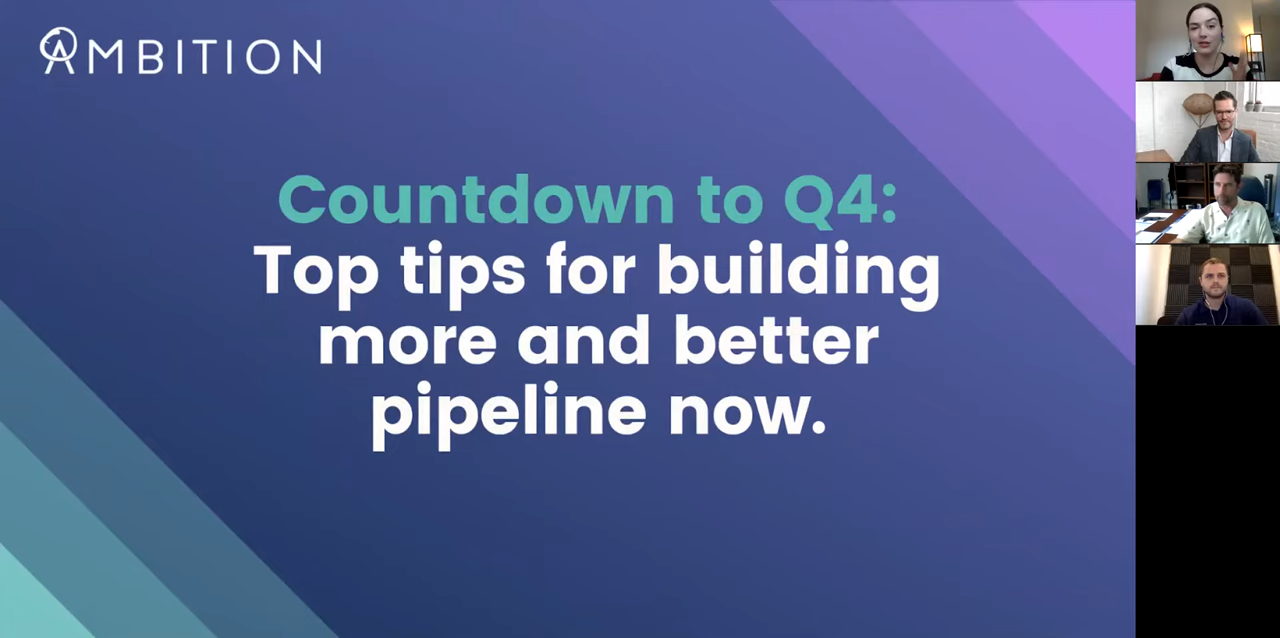 AMBITION
Countdown to Q4:
Top tips for building
more and better
pipeline now.